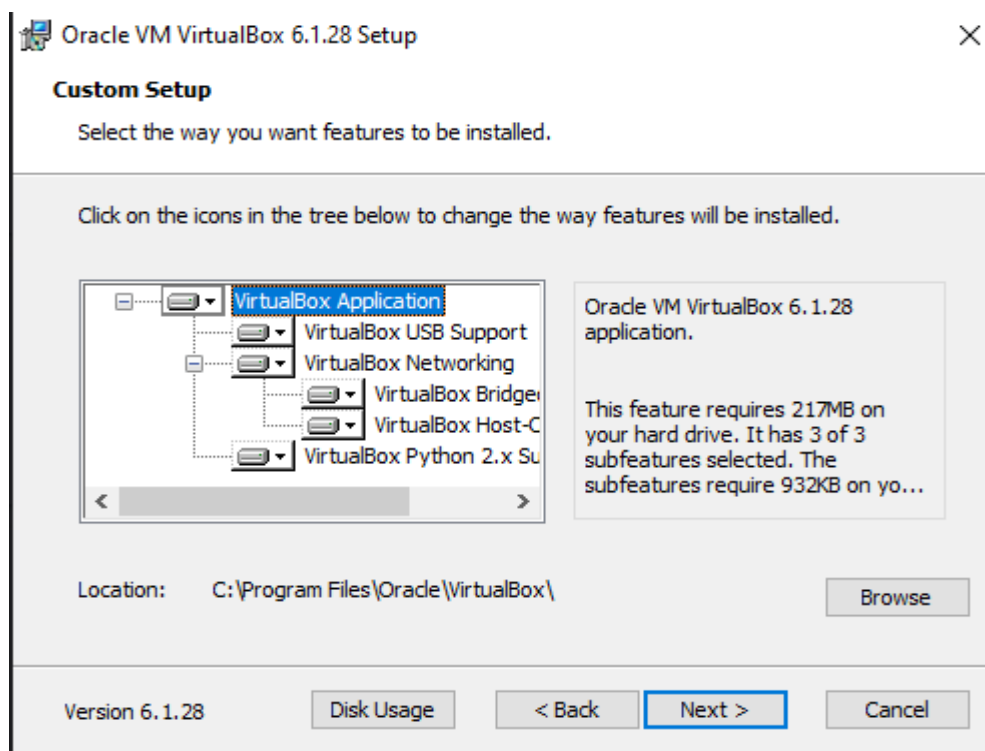 Oracle VM VirtualBox 6.1.28 Setup
Custom Setup
Select the way you want features to be installed.
Click on the icons in the tree below to change the way features will be installed.
VirtualBox Application
VirtualBox USB Support
VirtualBox Networking
VirtualBox Bridge
VirtualBox Host-C
VirtualBox Python 2.x Su
Oracle VM VirtualBox 6.1.28
application.
This feature requires 217MB on
your hard drive. It has 3 of 3
subfeatures selected. The
subfeatures require 932KB on yo...
Location: C:\Program Files\Oracle\VirtualBox\
Browse
Version 6.1.28
Disk Usage
< Back
Next >
Cancel